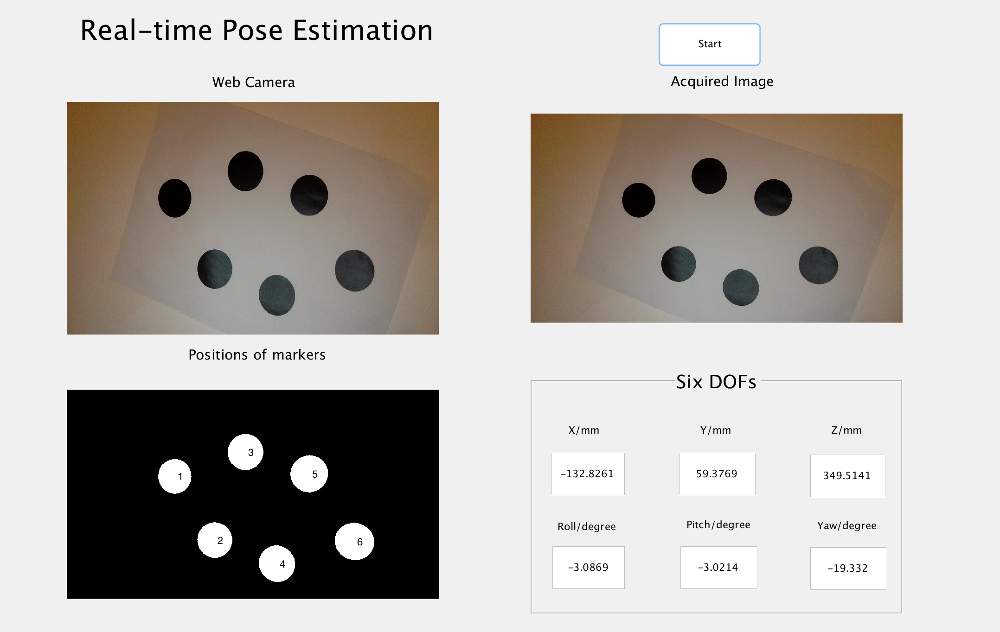 Real-time Pose Estimation
Start
Web Camera
Acquired Image
Positions of markers
3
1
5
2
6
4
Six DOFs
X/mm
Y/mm
Z/mm
-132.8261
59.3769
349.5141
Roll/degree
Pitch/degree
Yaw/degree
-3.0869
-3.0214
-19.332